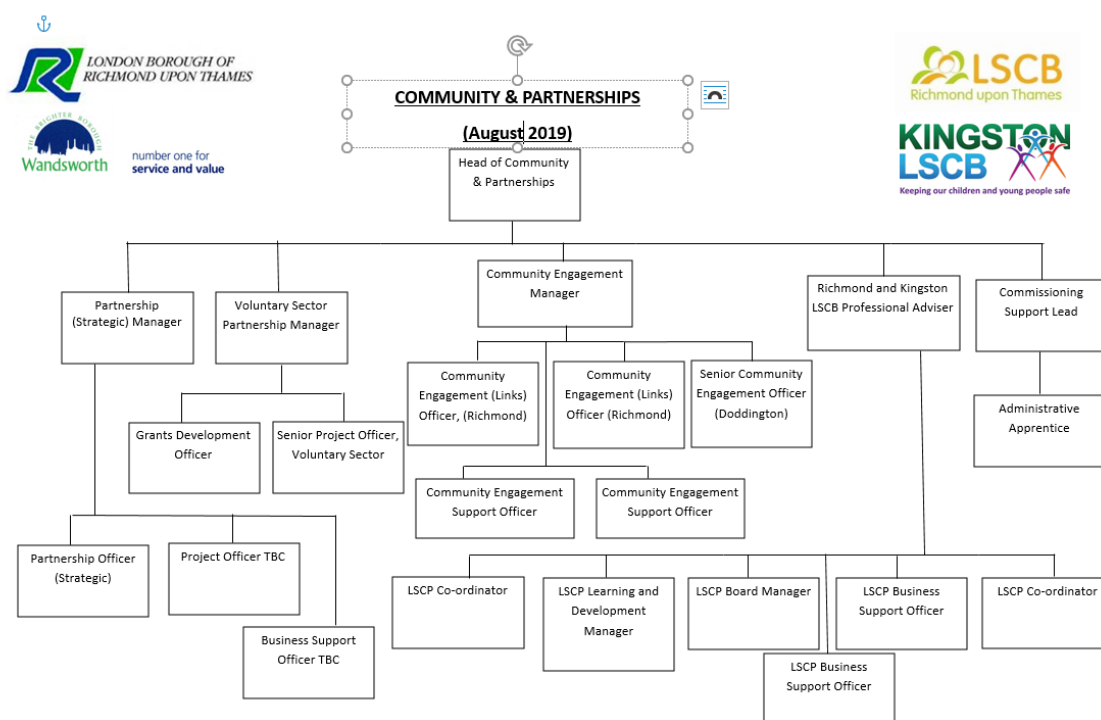 LONDON BOROUGH OF
RICHMOND UPON THAMES
THE BRIGHTER BOROUGH
Wandsworth
number one for
service and value
COMMUNITY & PARTNERSHIPS
(August 2019)
LSCB
Richmond upon Thames
KINGSTON
LSCB
Keeping our children and young people safe
Head of Community
& Partnerships
Partnership
(Strategic) Manager
Voluntary Sector
Partnership Manager
Community Engagement
Manager
Richmond and Kingston
LSCB Professional Adviser
Commissioning
Support Lead
Grants Development
Officer
Senior Project Officer,
Voluntary Sector
Community
Engagement (Links)
Officer, (Richmond)
Community
Engagement (Links)
Officer (Richmond)
Senior Community
Engagement Officer
(Doddington)
Administrative
Apprentice
Community Engagement
Support Officer
Community Engagement
Support Officer
Partnership Officer
(Strategic)
Project Officer TBC
Business Support
Officer TBC
LSCP Co-ordinator
LSCP Learning and
Development
Manager
LSCP Board Manager
LSCP Business
Support Officer
LSCP Co-ordinator
LSCP Business
Support Officer